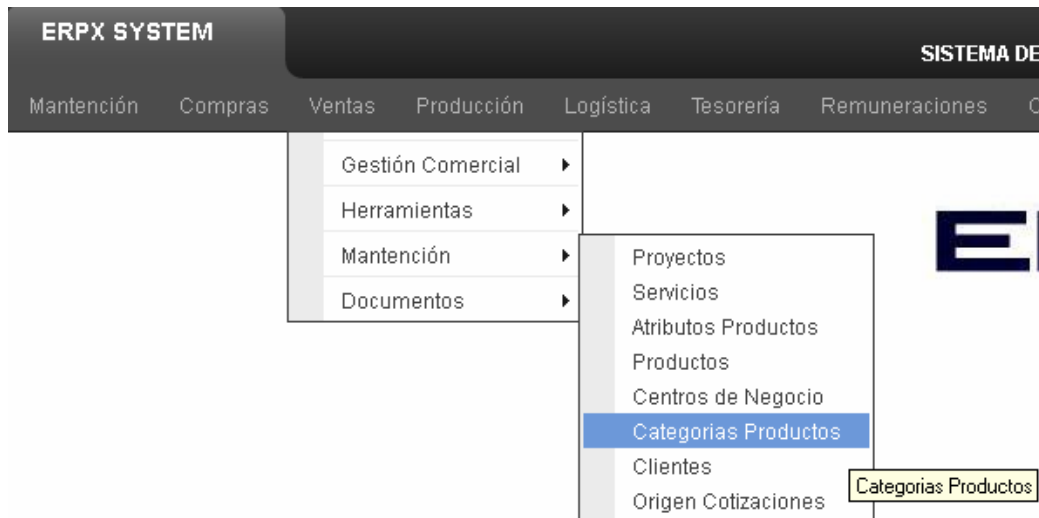 ERPX SYSTEM
SISTEMA DE
Mantención Compras Ventas Producción Logística Tesorería Remuneraciones
Gestión Comercial
Herramientas
Mantención
Documentos
Proyectos
Servicios
Atributos Productos
Productos
Centros de Negocio
Categorias Productos
Clientes
Categorias Productos
Origen Cotizaciones